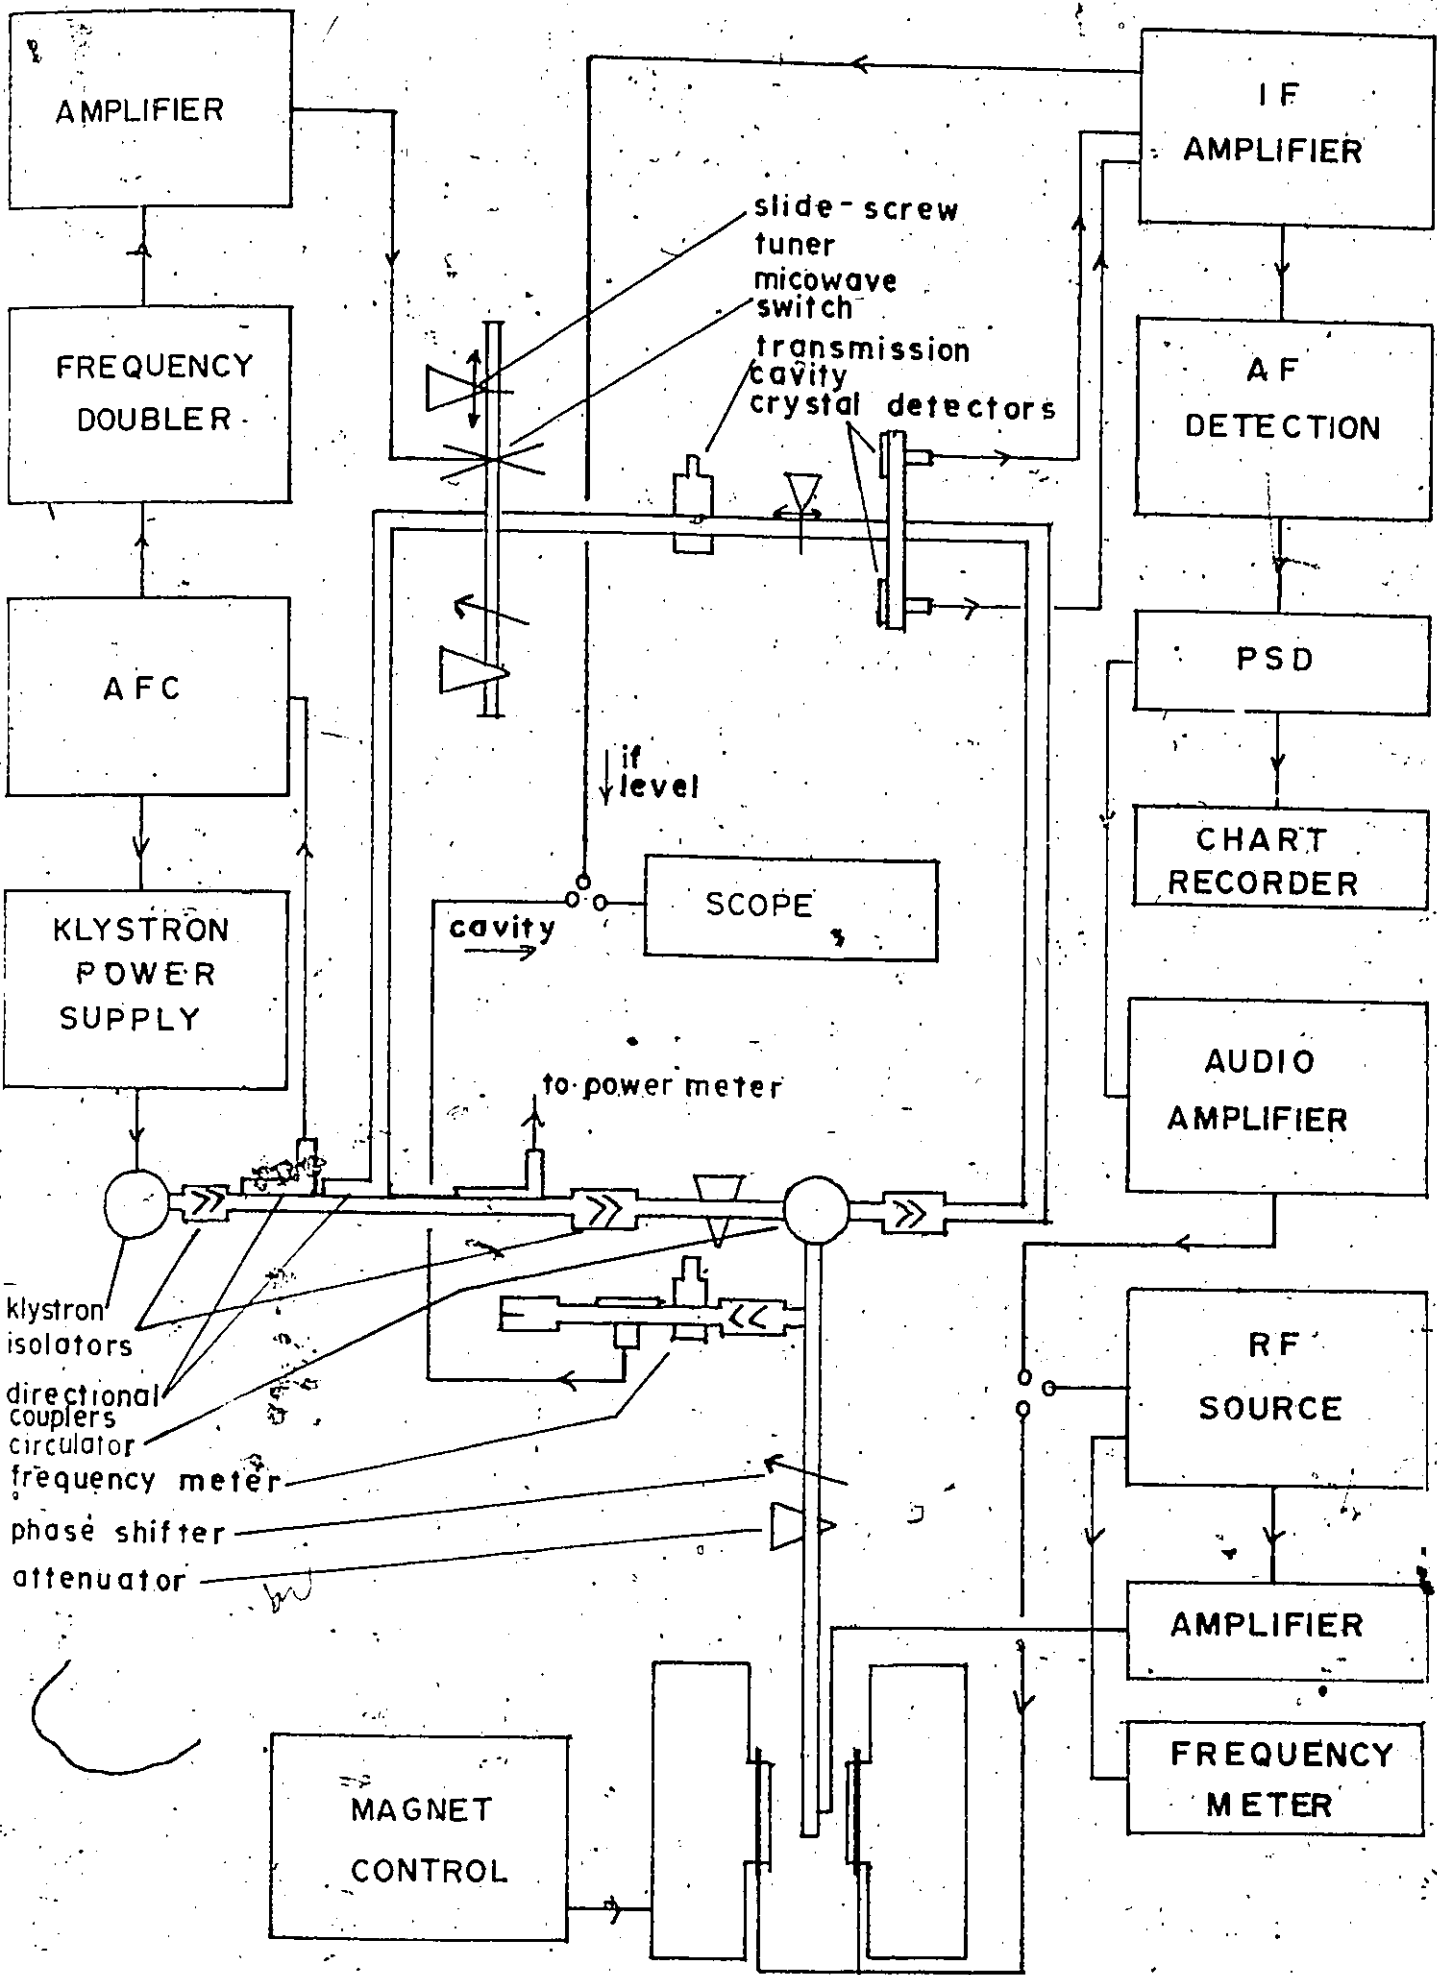 AMPLIFIER
IF
AMPLIFIER
slide-screw
tuner
micowave
switch
transmission
cavity
crystal detectors
FREQUENCY
DOUBLER
AF
DETECTION
AFC
PSD
if
level
CHART
RECORDER
SCOPE
cavity
KLYSTRON
POWER
SUPPLY
to power meter
AUDIO
AMPLIFIER
klystron
isolators
directional
couplers
circulator
frequency meter
phase shifter
attenuator
RF
SOURCE
AMPLIFIER
FREQUENCY
METER
MAGNET
CONTROL